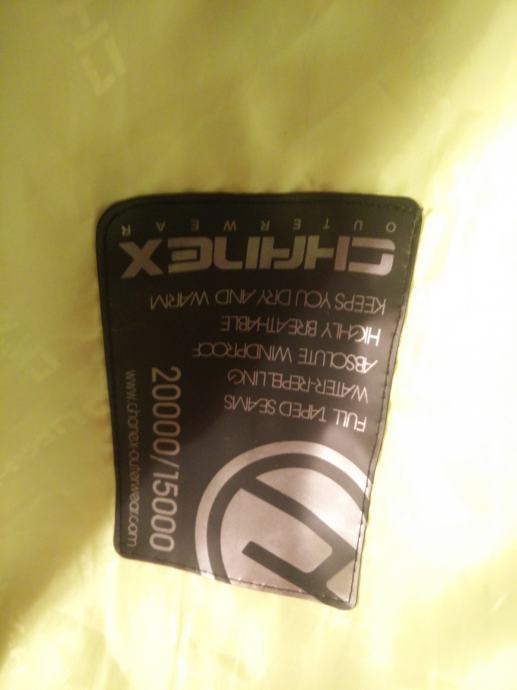 FULL TAPED SEAMS
WATER-REPELLING
ABSOLUTE WINDPROOF
HIGHLY BREATHABLE
KEEPS YOU DRY AND WARM
CHANEX
OUTERWEAR
20000/15000
www.chanex-outerwear.com